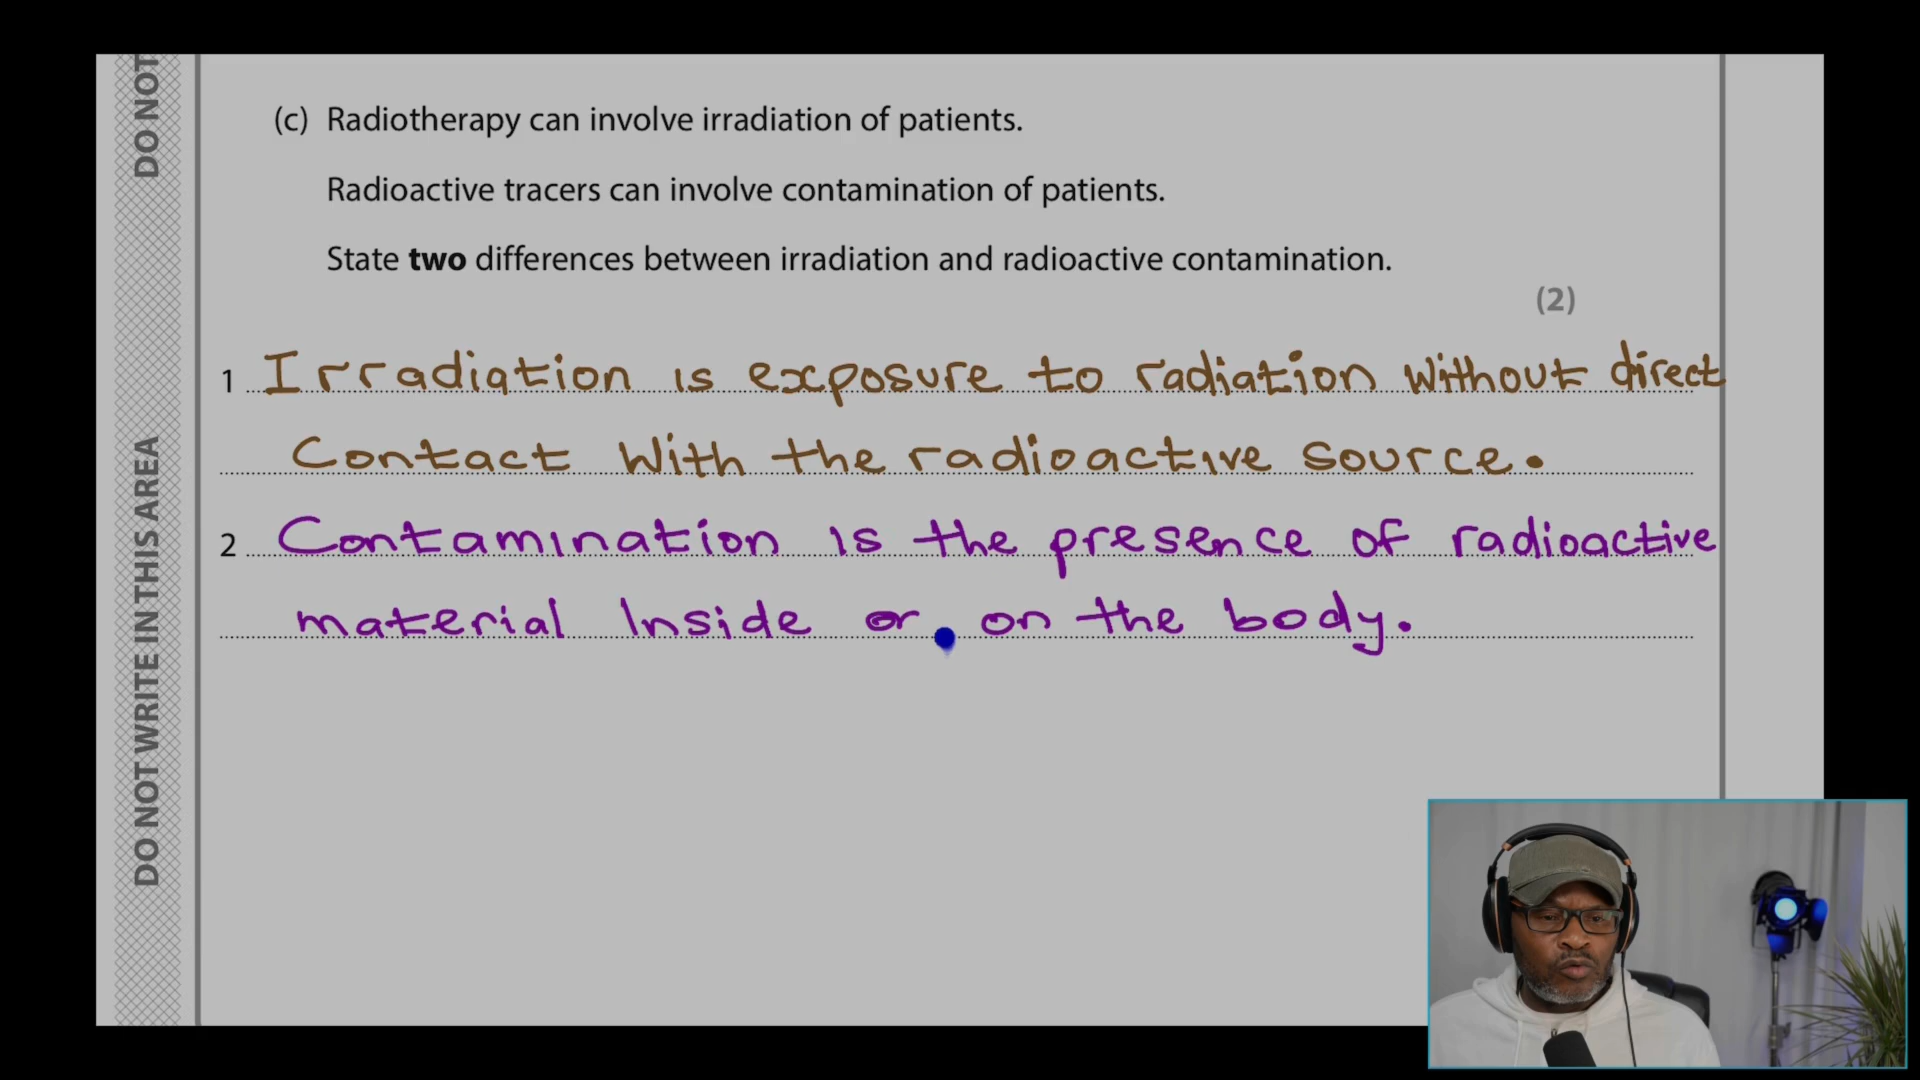 DO NOT
DO NOT WRITE IN THIS AREA
(c) Radiotherapy can involve irradiation of patients.
Radioactive tracers can involve contamination of patients.
State two differences between irradiation and radioactive contamination.
(2)
1 Irradiation is exposure to radiation without direct
Contact with the radioactive source.
2 Contamination is the presence of radioactive
material Inside or on the body.